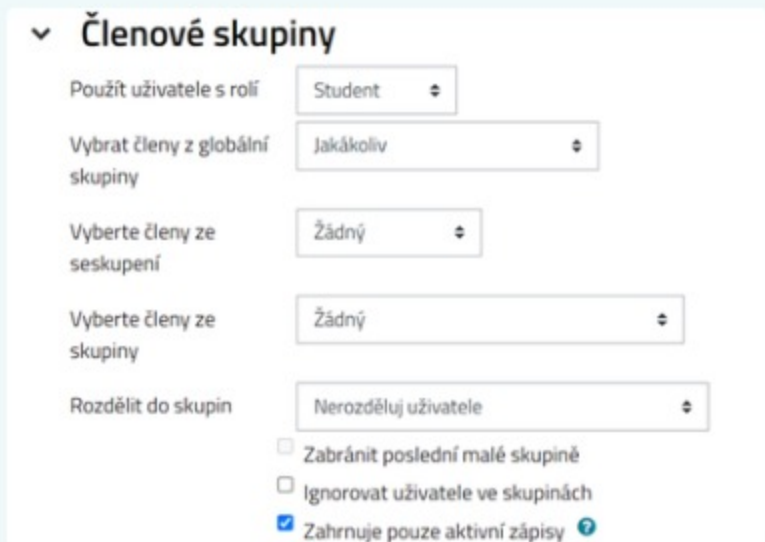 Členové skupiny
Použít uživatele s rolí
Student
Vybrat členy z globální
skupiny
Jakákoliv
Vyberte členy ze
seskupení
Žádný
Vyberte členy ze
skupiny
Žádný
Rozdělit do skupin
Nerozděluj uživatele
Zabránit poslední malé skupině
Ignorovat uživatele ve skupinách
Zahrnuje pouze aktivní zápisy ?